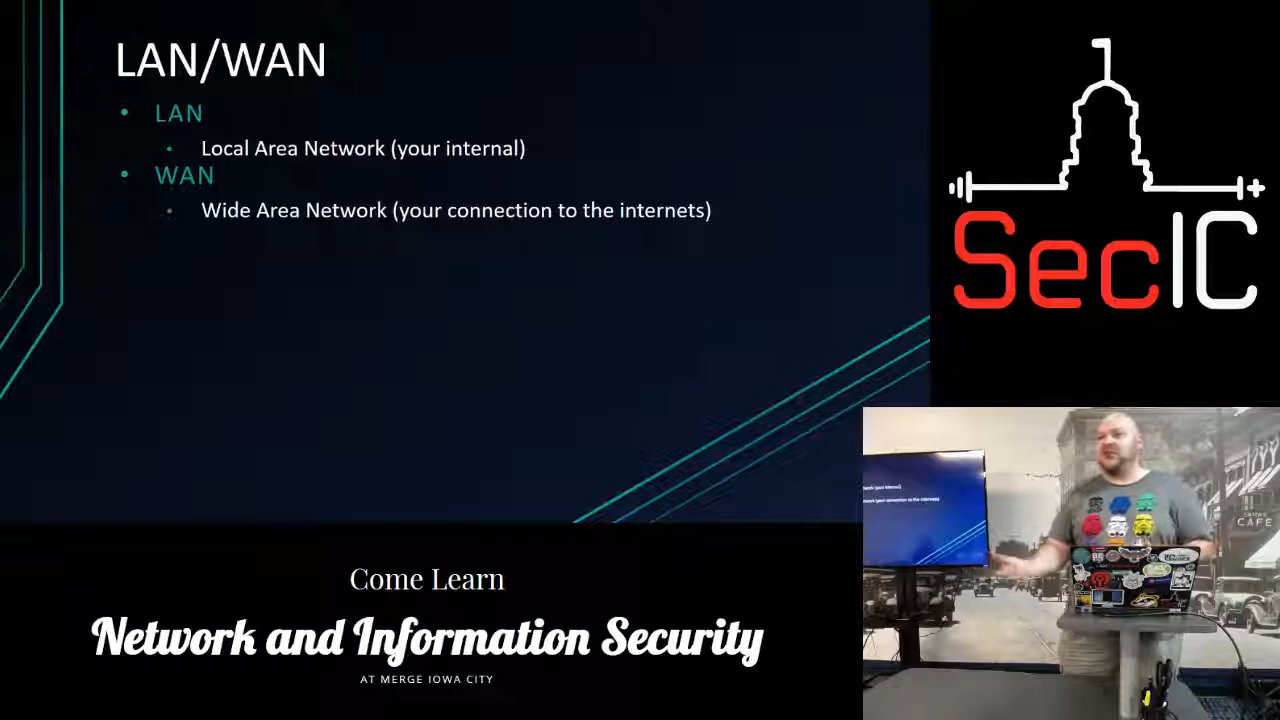 LAN/WAN
• LAN
• Local Area Network (your internal)
• WAN
• Wide Area Network (your connection to the internets)
SecIC
Come Learn
Network and Information Security
AT MERGE IOWA CITY
CAFE